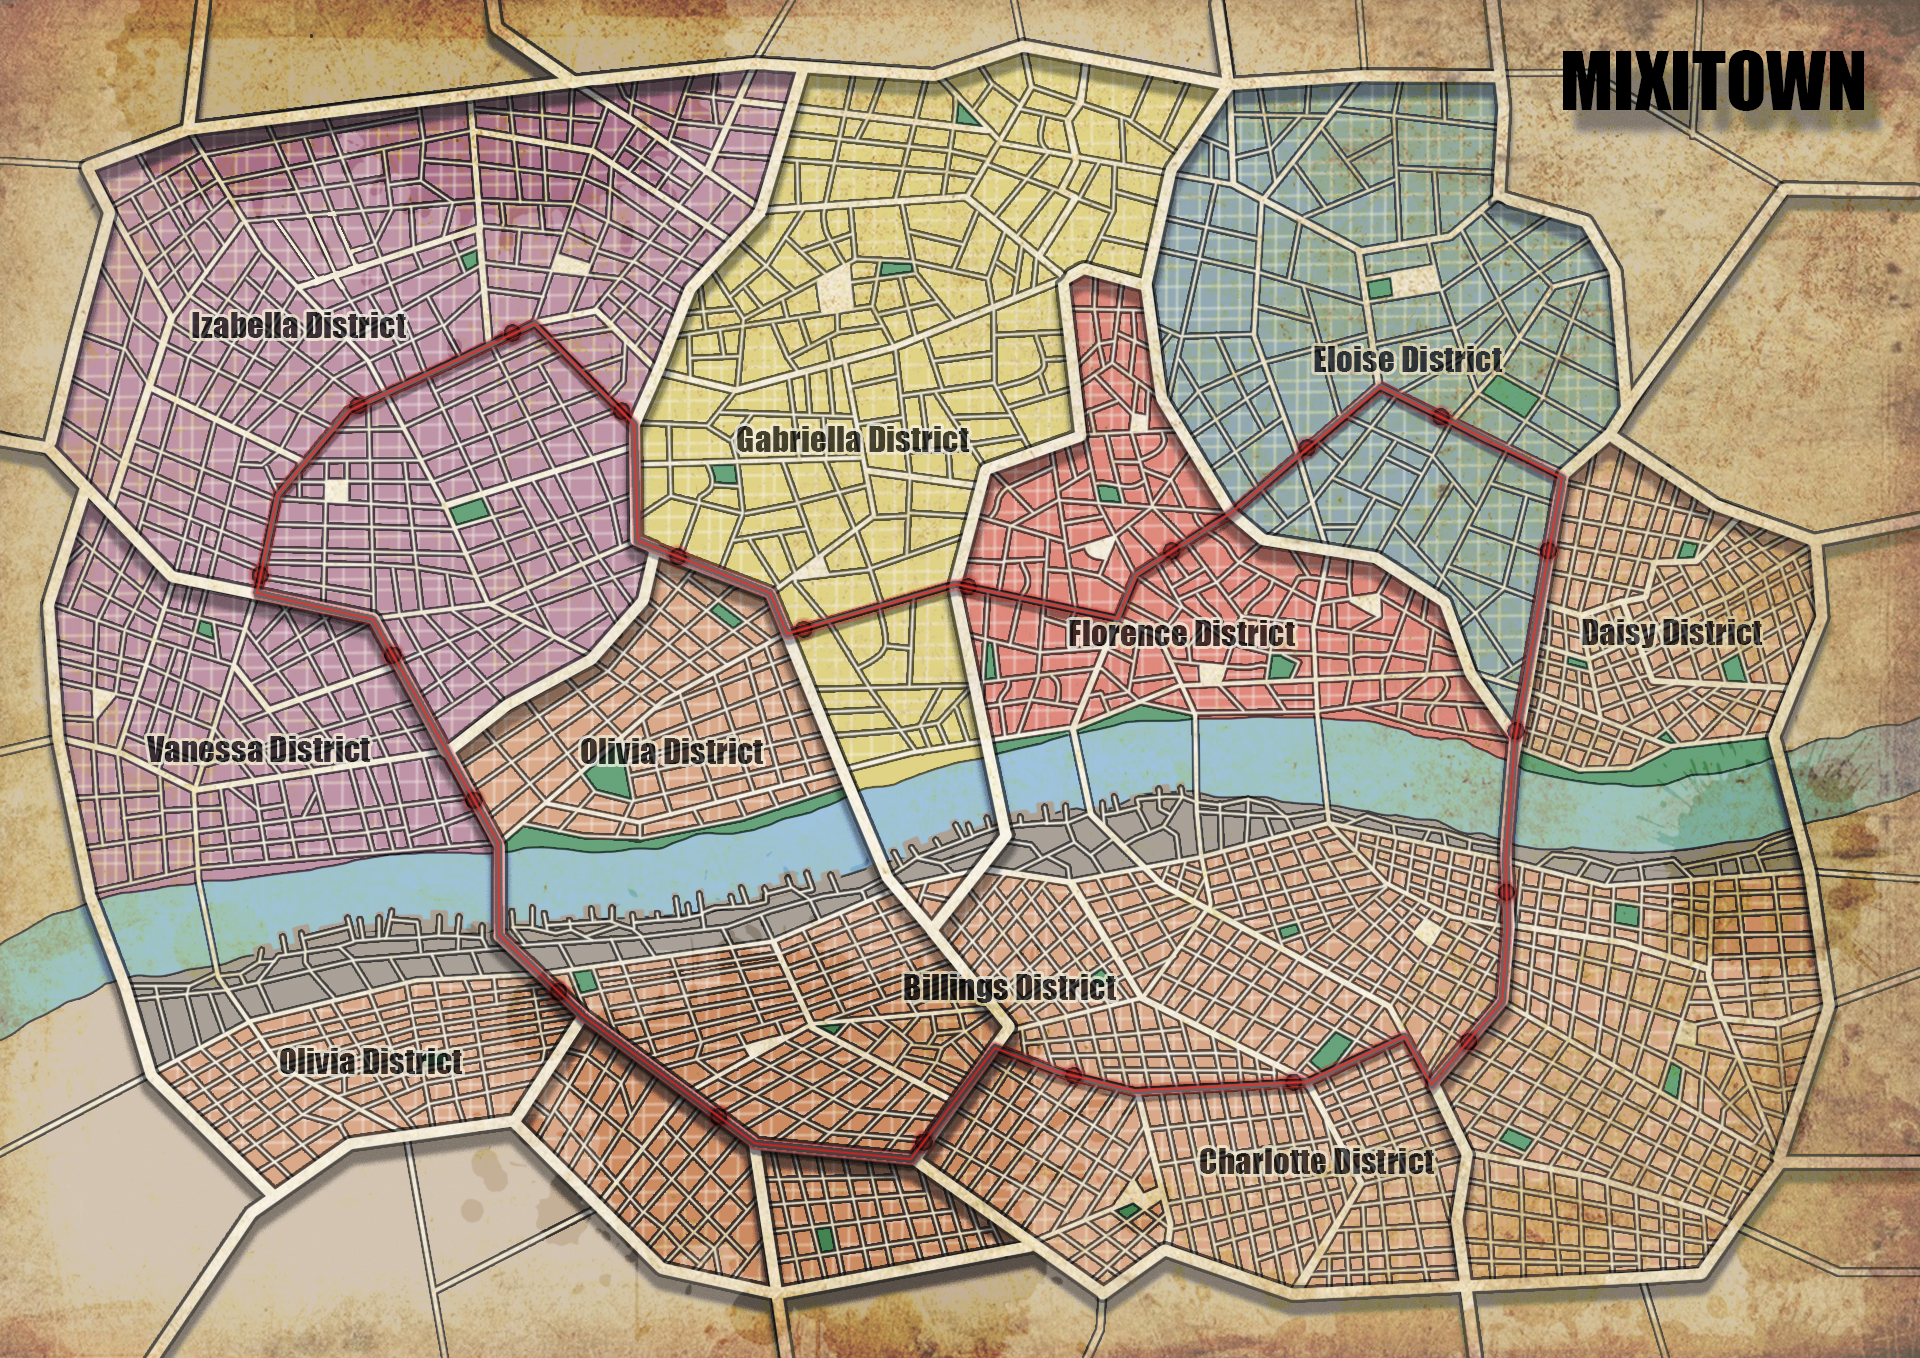 MIXITOWN
Izabella District
Eloise District
Gabriella District
Florence District
Daisy District
Vanessa District
Olivia District
Billings District
Olivia District
Charlotte District